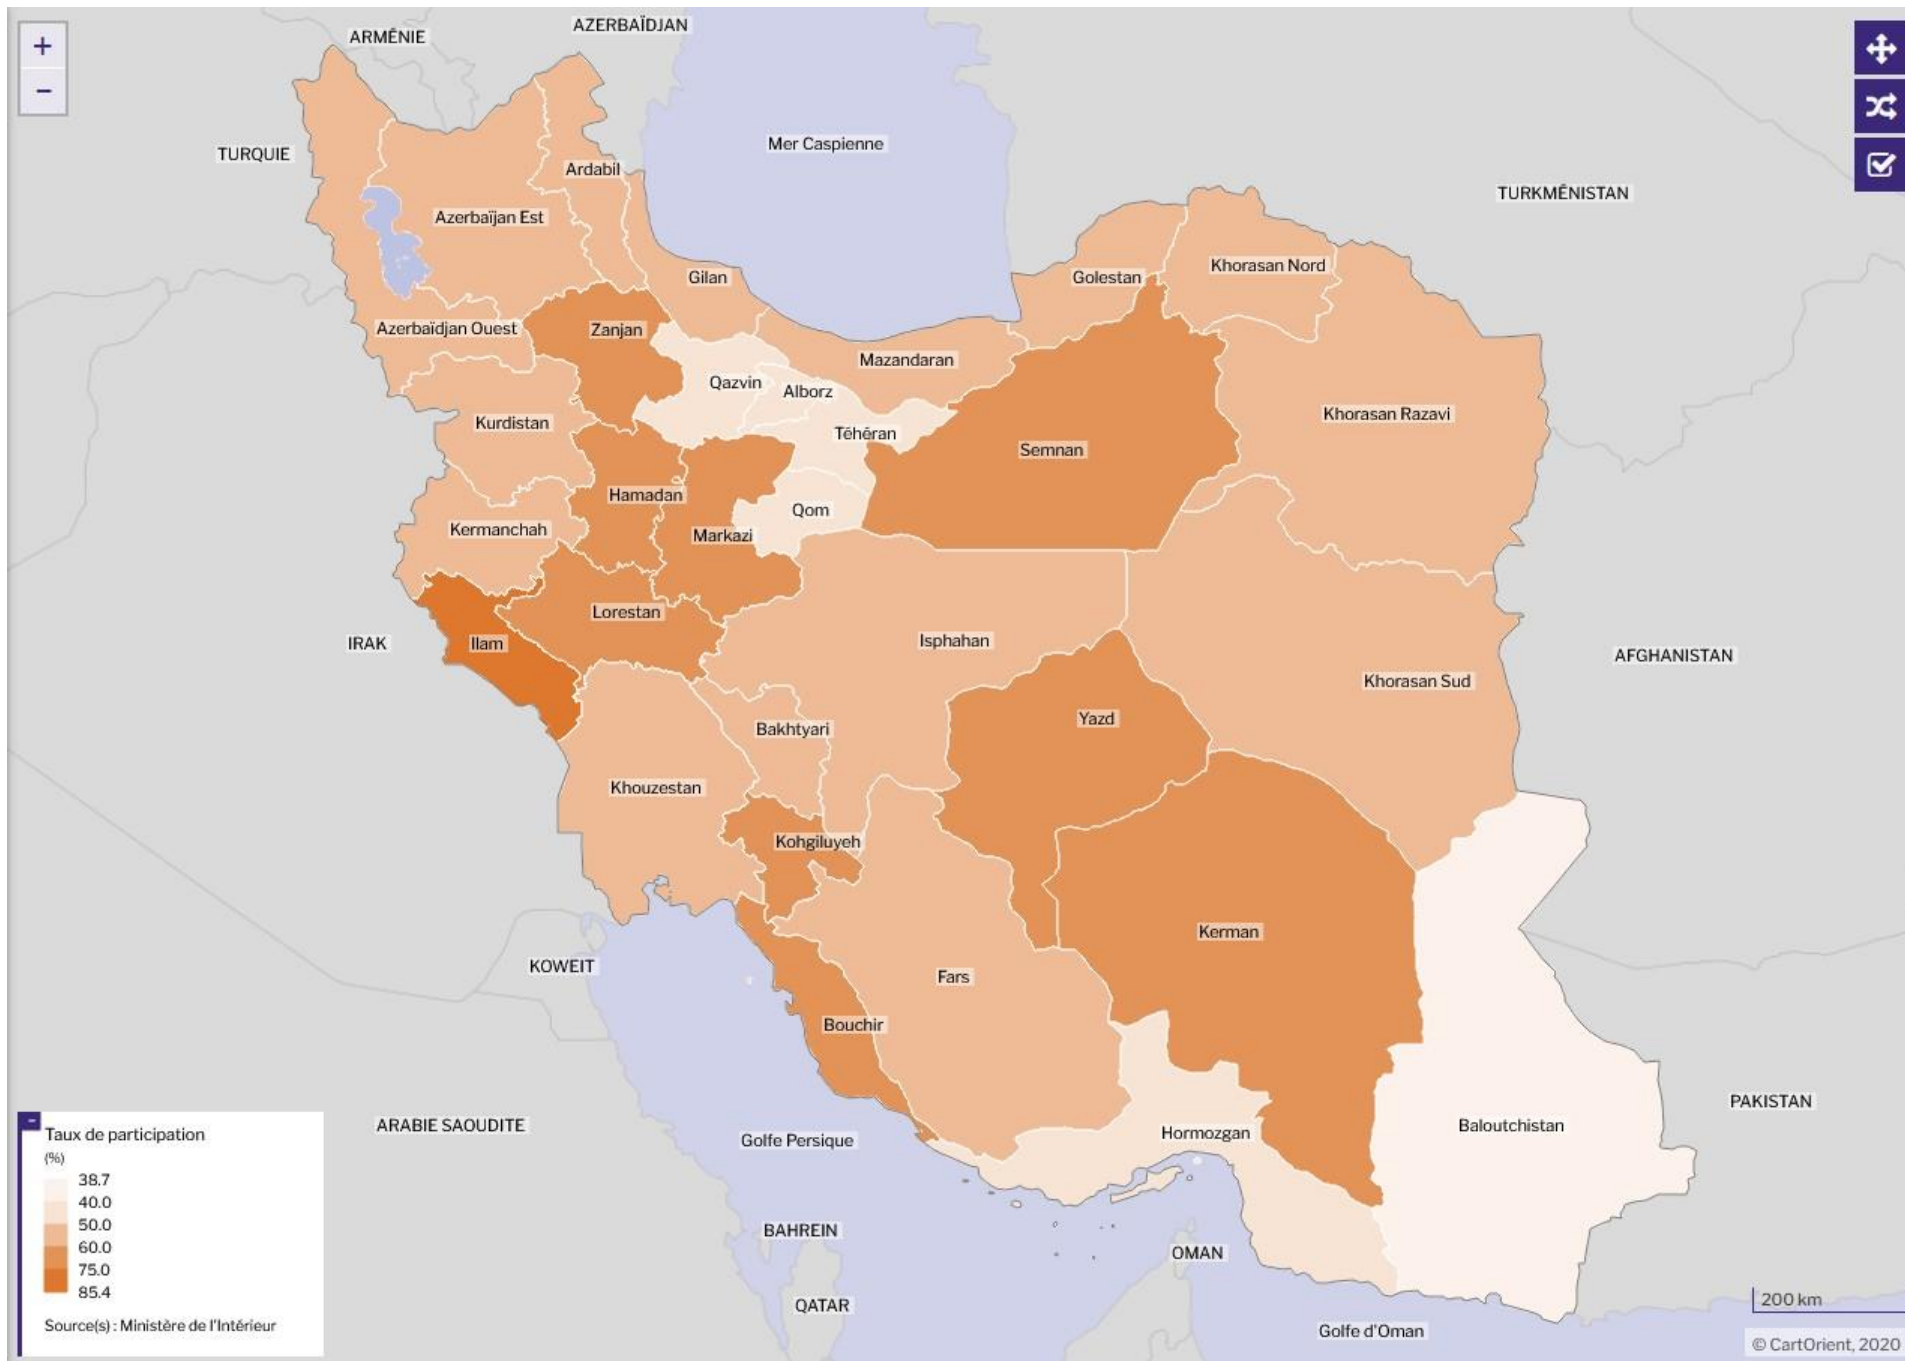 +
−
ARMÉNIE
AZERBAÏDJAN
TURQUIE
Mer Caspienne
TURKMÉNISTAN
Ardabil
Azerbaïjan Est
Gilan
Golestan
Khorasan Nord
Azerbaïdjan Ouest
Zanjan
Mazandaran
Qazvin
Alborz
Kurdistan
Téhéran
Khorasan Razavi
Semnan
Hamadan
Qom
Kermanchah
Markazi
Lorestan
IRAK
Ilam
Isphahan
AFGHANISTAN
Khorasan Sud
Yazd
Bakhtyari
Khouzestan
Kohgiluyeh
Kerman
KOWEIT
Fars
Bouchir
PAKISTAN
ARABIE SAOUDITE
Golfe Persique
Hormozgan
Baloutchistan
BAHREIN
OMAN
QATAR
Golfe d'Oman
-
Taux de participation
(%)
38.7
40.0
50.0
60.0
75.0
85.4
Source(s) : Ministère de l'Intérieur
200 km
© CartOrient, 2020